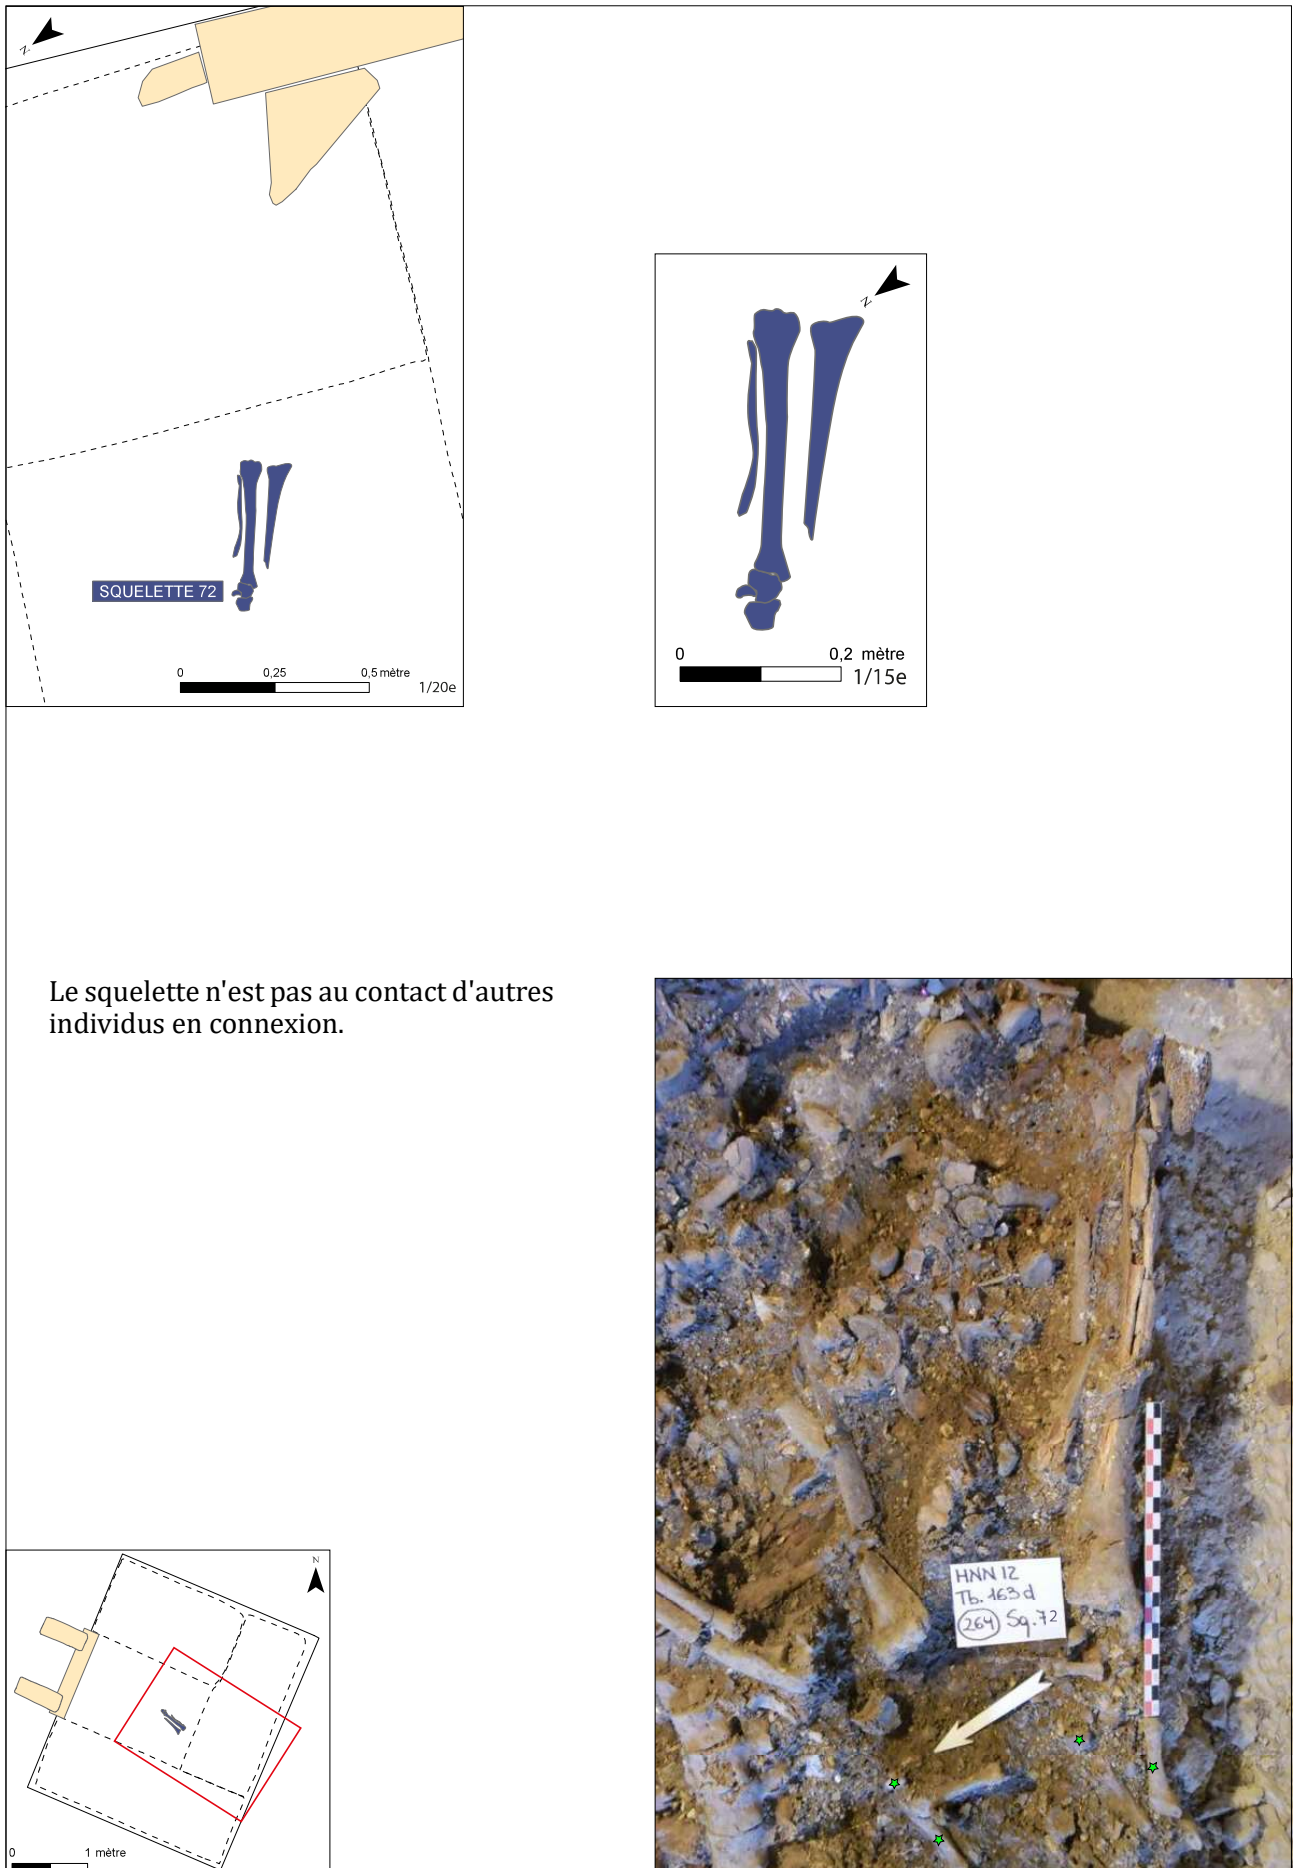 N
SQUELETTE 72
0 0,25 0,5 mètre
1/20e
N
0 0,2 mètre
1/15e
Le squelette n'est pas au contact d'autres
individus en connexion.
HNN 12
Tb. 163 d
264 Sq. 72
N
0 1 mètre